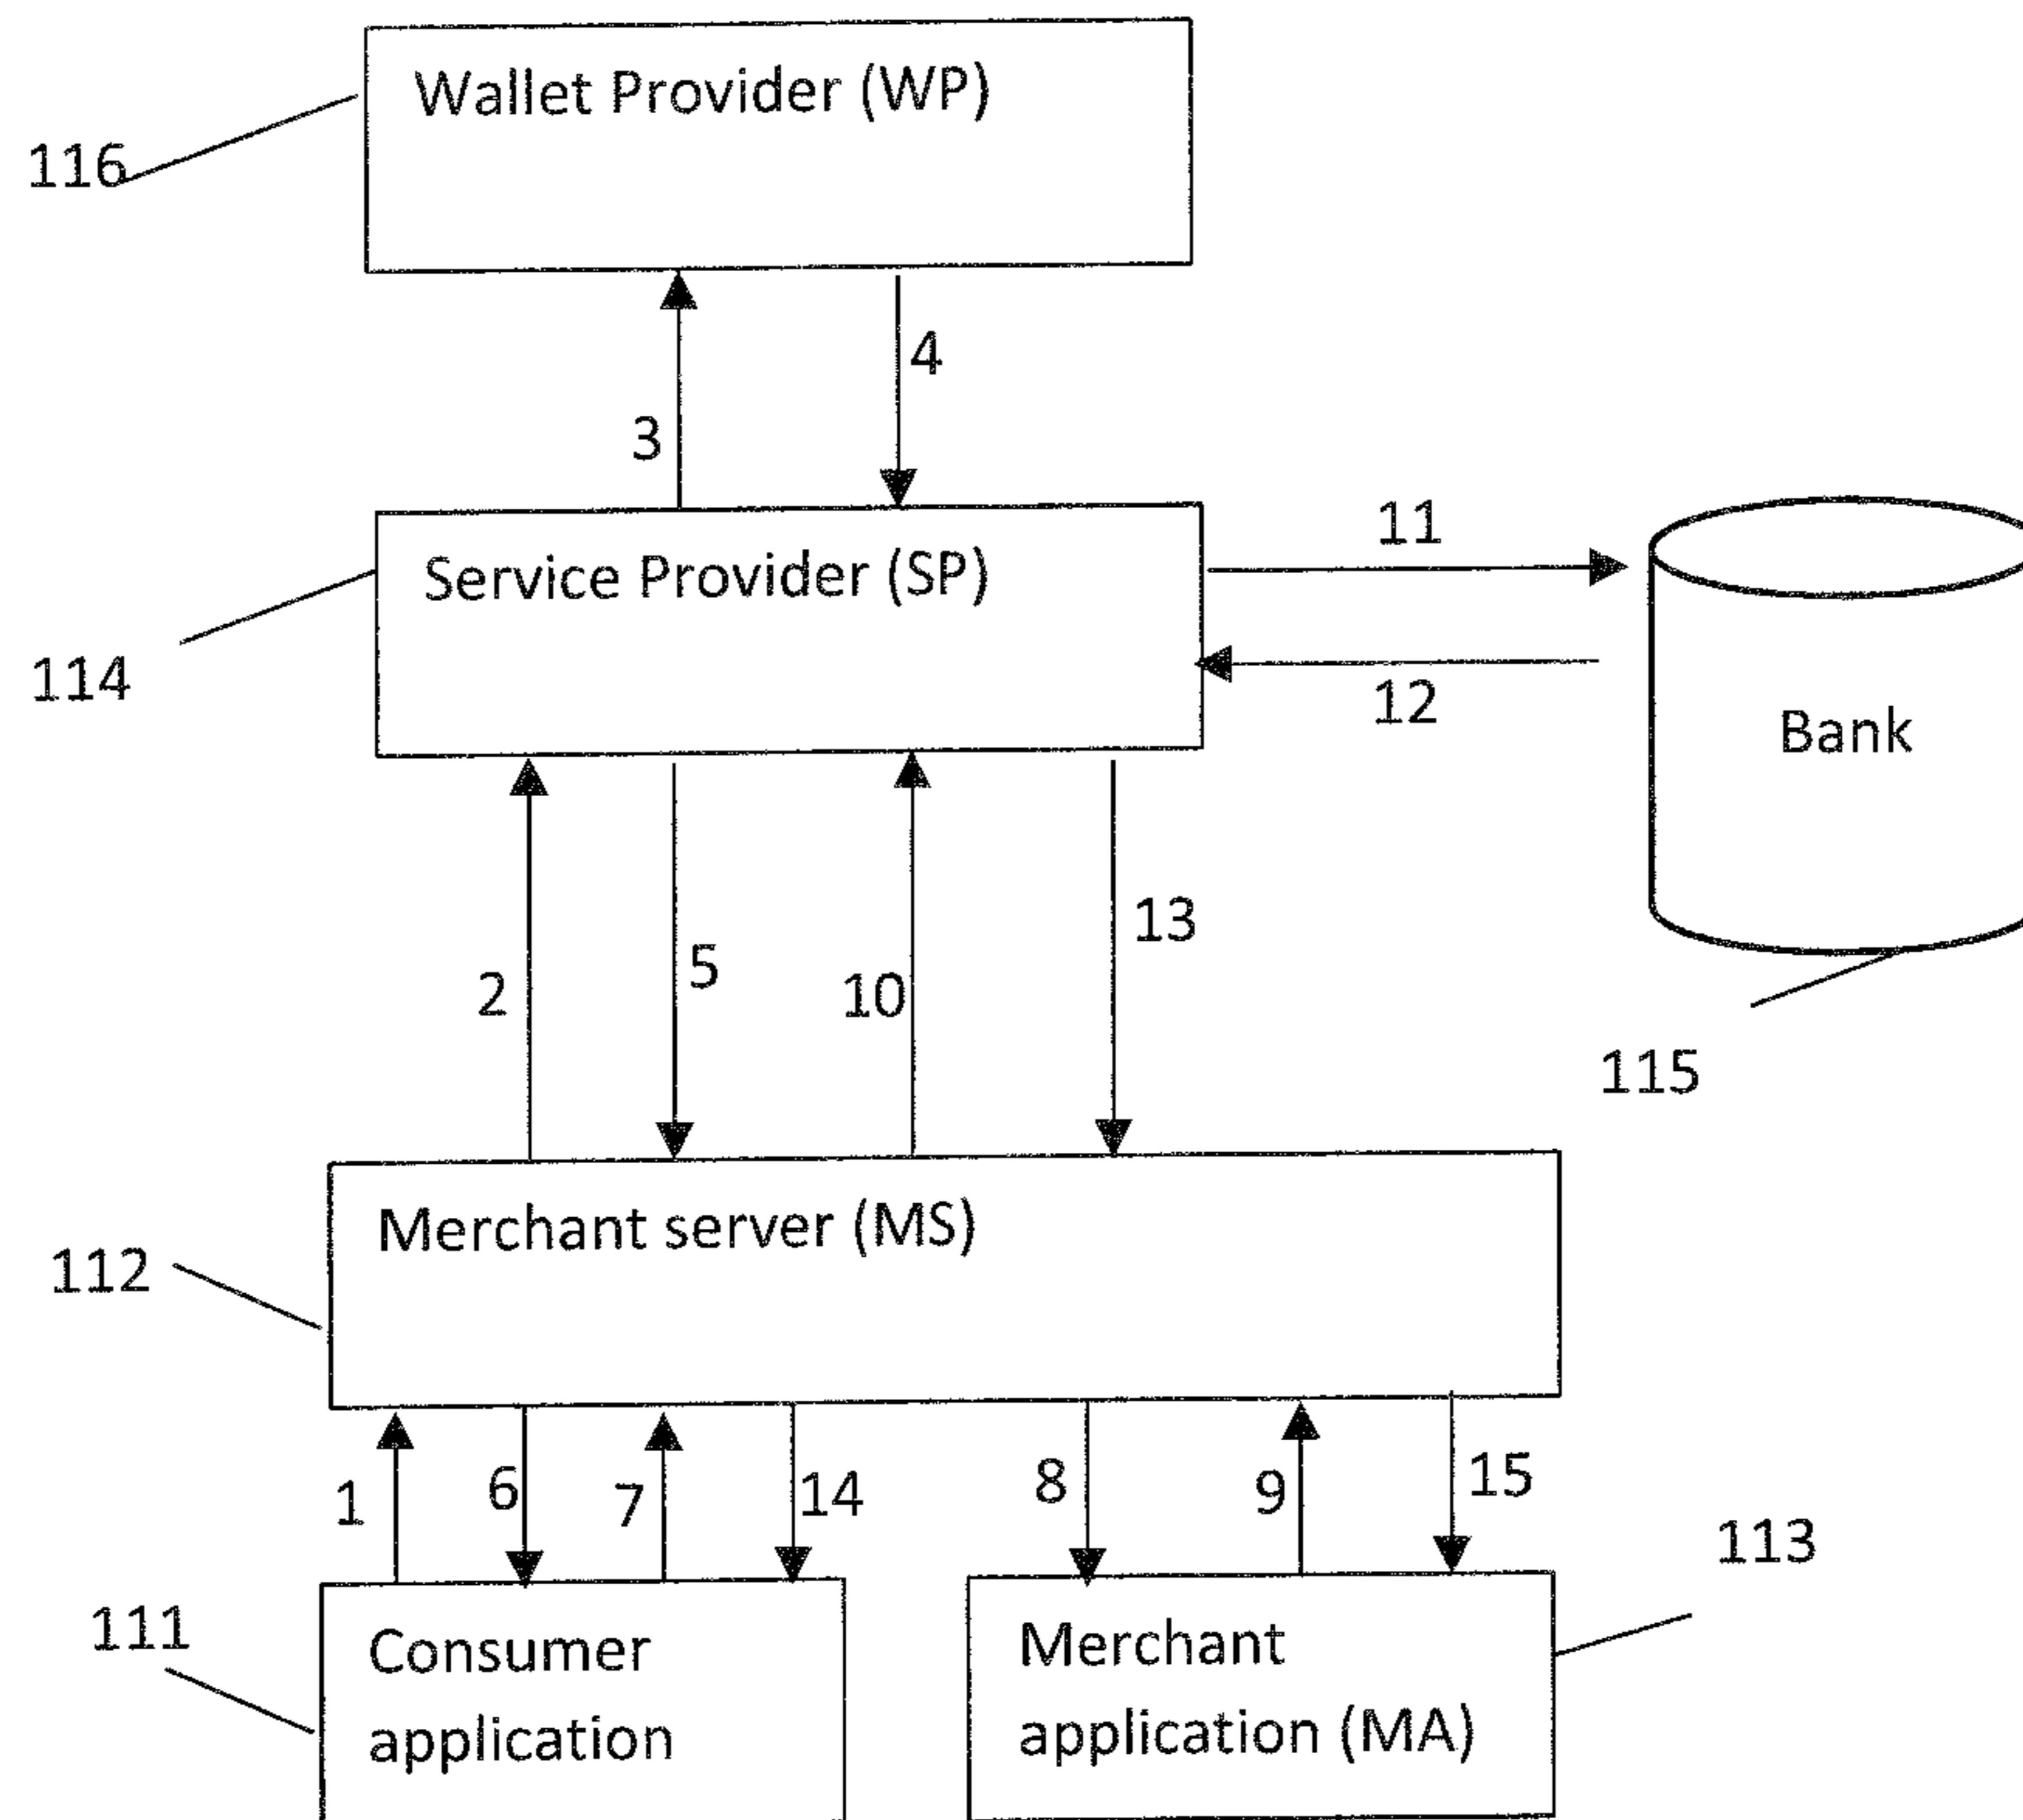 Wallet Provider (WP)
116
4
3
11
Service Provider (SP)
114
12
Bank
13
5
2
10
115
Merchant server (MS)
112
1
6
7
14
8
9
15
113
111
Consumer
application
Merchant
application (MA)